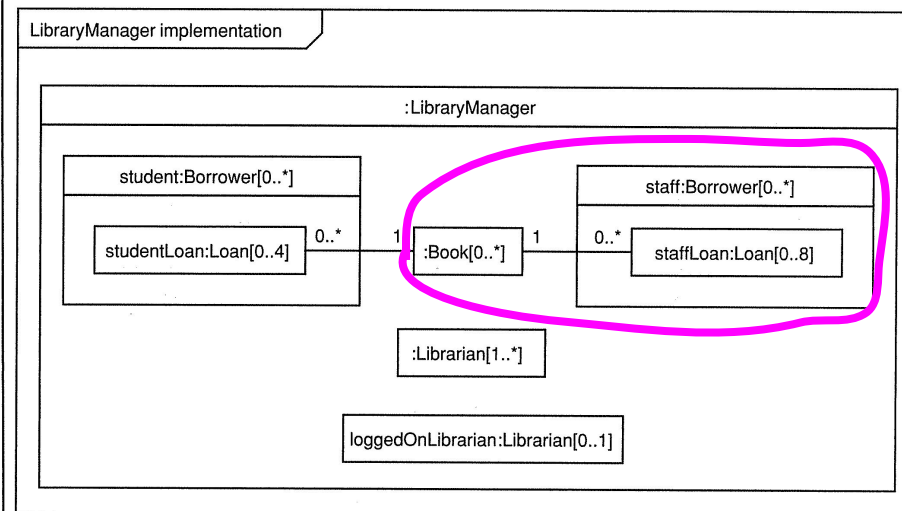 LibraryManager implementation
:LibraryManager
student:Borrower[0..*]
staff:Borrower[0..*]
studentLoan:Loan[0..4]
0..*
1
:Book[0..*]
1
0..*
staffLoan:Loan[0..8]
:Librarian[1..*]
loggedOnLibrarian:Librarian[0..1]